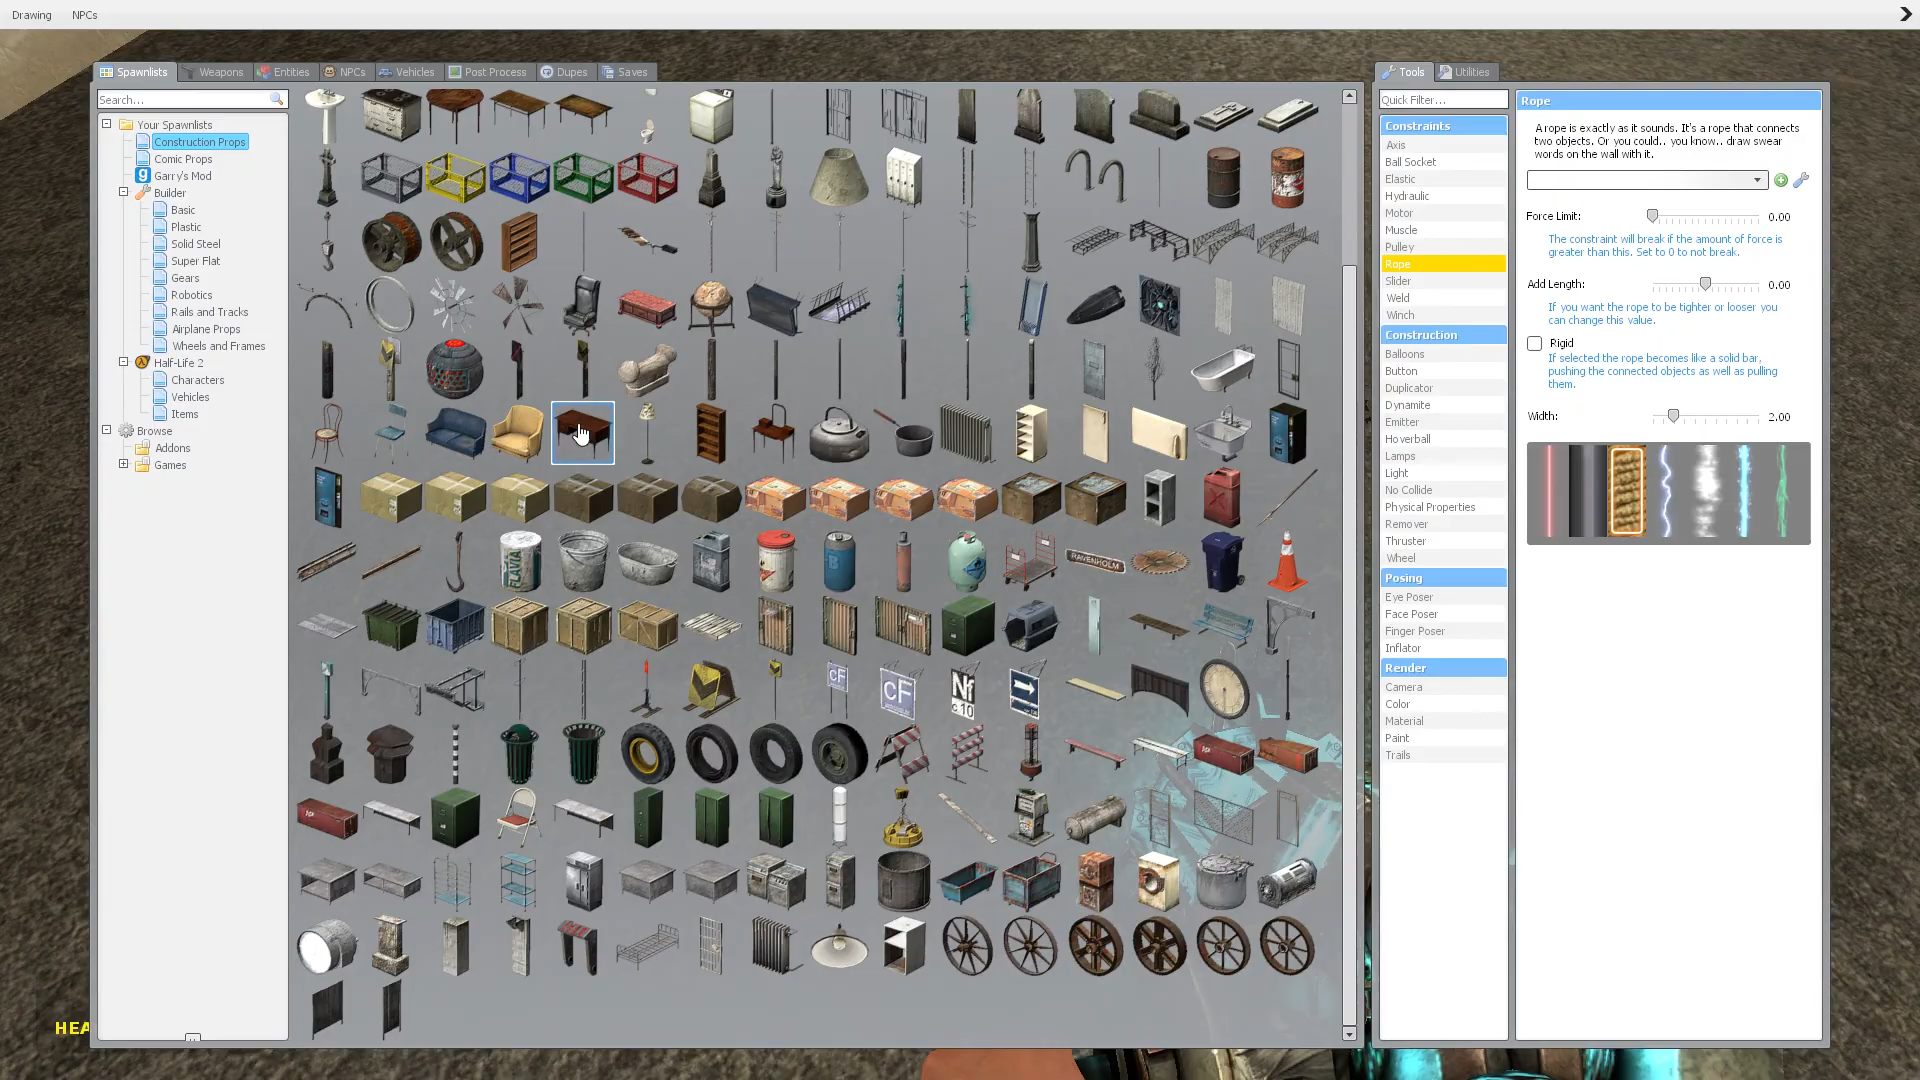 Drawing NPCs
Spawnlists Weapons Entities NPCs Vehicles Post Process Dupes Saves
Search...
Your Spawnlists
Construction Props
Comic Props
Garry's Mod
Builder
Basic
Plastic
Solid Steel
Super Flat
Gears
Robotics
Rails and Tracks
Airplane Props
Wheels and Frames
Half-Life 2
Characters
Vehicles
Items
Browse
Addons
Games
RAVENHOLM
cF
cF
Nf
c 10
HEA
Tools Utilities
Quick Filter...
Constraints
Axis
Ball Socket
Elastic
Hydraulic
Motor
Muscle
Pulley
Rope
Slider
Weld
Winch
Construction
Balloons
Button
Duplicator
Dynamite
Emitter
Hoverball
Lamps
Light
No Collide
Physical Properties
Remover
Thruster
Wheel
Posing
Eye Poser
Face Poser
Finger Poser
Inflator
Render
Camera
Color
Material
Paint
Trails
Rope
A rope is exactly as it sounds. It's a rope that connects
two objects. Or you could.. you know.. draw swear
words on the wall with it.
Force Limit: 0.00
The constraint will break if the amount of force is
greater than this. Set to 0 to not break.
Add Length: 0.00
If you want the rope to be tighter or looser you
can change this value.
Rigid
If selected the rope becomes like a solid bar,
pushing the connected objects as well as pulling
them.
Width: 2.00